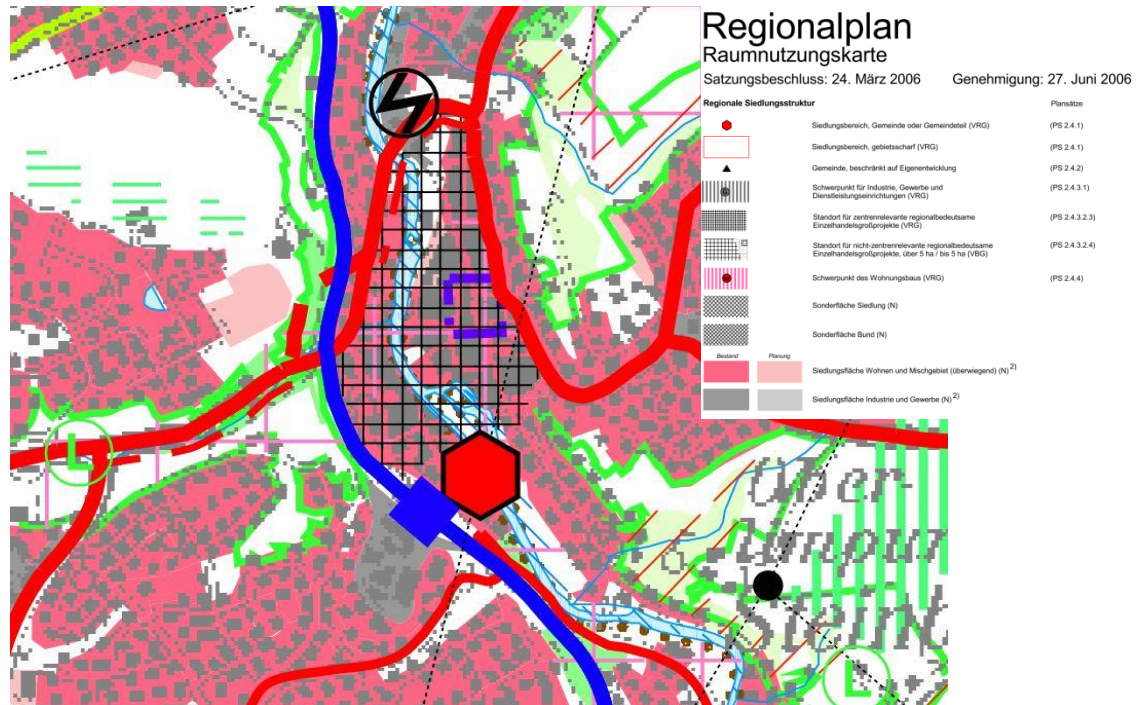 Regionalplan
Raumnutzungskarte
Satzungsbeschluss: 24. März 2006 Genehmigung: 27. Juni 2006
Regionale Siedlungsstruktur Plansätze
Siedlungsbereich, Gemeinde oder Gemeindeteil (VRG) (PS 2.4.1)
Siedlungsbereich, gebietsscharf (VRG) (PS 2.4.1)
Gemeinde, beschränkt auf Eigenentwicklung (PS 2.4.2)
Schwerpunkt für Industrie, Gewerbe und (PS 2.4.3.1)
Dienstleistungseinrichtungen (VRG)
Standort für zentrenrelevante regionalbedeutsame (PS 2.4.3.2.3)
Einzelhandelsgroßprojekte (VRG)
Standort für nicht-zentrenrelevante regionalbedeutsame (PS 2.4.3.2.4)
Einzelhandelsgroßprojekte, über 5 ha / bis 5 ha (VBG)
Schwerpunkt des Wohnungsbaus (VRG) (PS 2.4.4)
Sonderfläche Siedlung (N)
Sonderfläche Bund (N)
Bestand Planung
Siedlungsfläche Wohnen und Mischgebiet (überwiegend) (N) 2)
Siedlungsfläche Industrie und Gewerbe (N) 2)
L
L